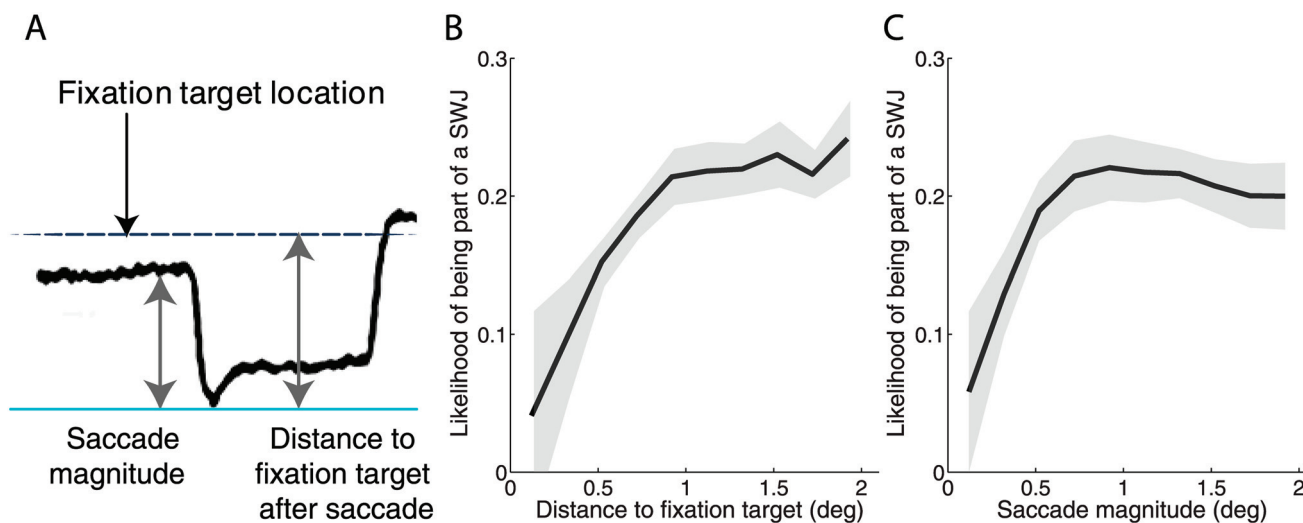 A
Fixation target location
Saccade
magnitude
Distance to
fixation target
after saccade
B
Likelihood of being part of a SWJ
0.3
0.2
0.1
0
0
0.5
1
1.5
2
Distance to fixation target (deg)
C
Likelihood of being part of a SWJ
0.3
0.2
0.1
0
0
0.5
1
1.5
2
Saccade magnitude (deg)